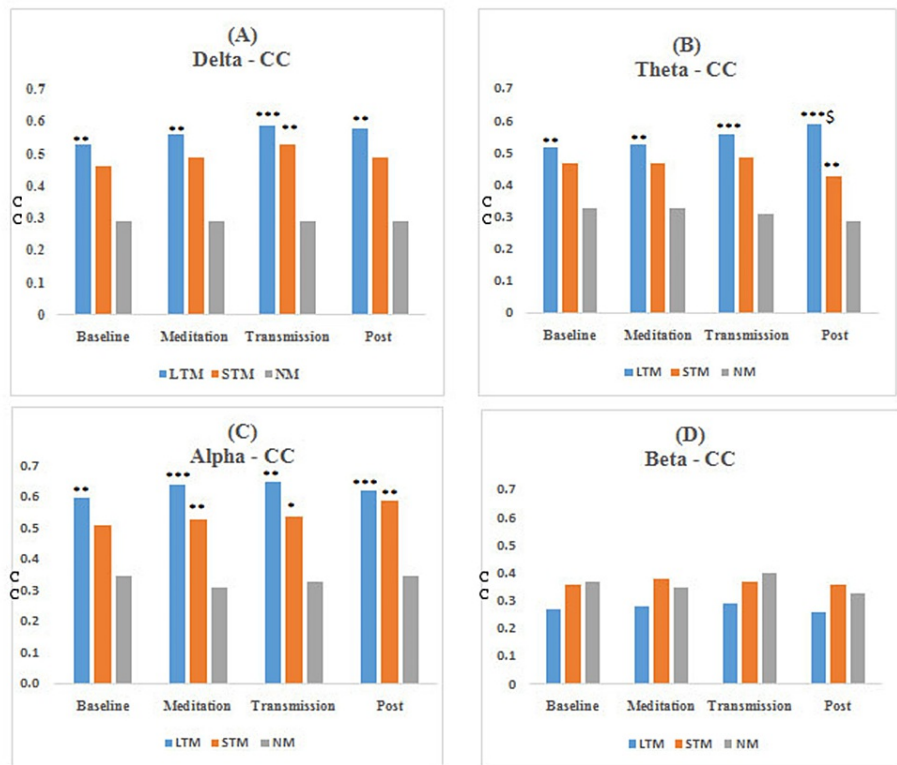 (A)
Delta - CC
0.7
0.6
0.5
0.4
0.3
0.2
0.1
0
C
C
** ** *** ** **
Baseline Meditation Transmission Post
LTM STM NM
(B)
Theta - CC
0.7
0.6
0.5
0.4
0.3
0.2
0.1
0
C
C
** ** *** ***$ **
Baseline Meditation Transmission Post
LTM STM NM
(C)
Alpha - CC
0.7
0.6
0.5
0.4
0.3
0.2
0.1
0.0
C
C
** *** ** ** * *** **
Baseline Meditation Transmission Post
LTM STM NM
(D)
Beta - CC
0.7
0.6
0.5
0.4
0.3
0.2
0.1
0
C
C
Baseline Meditation Transmission Post
LTM STM NM